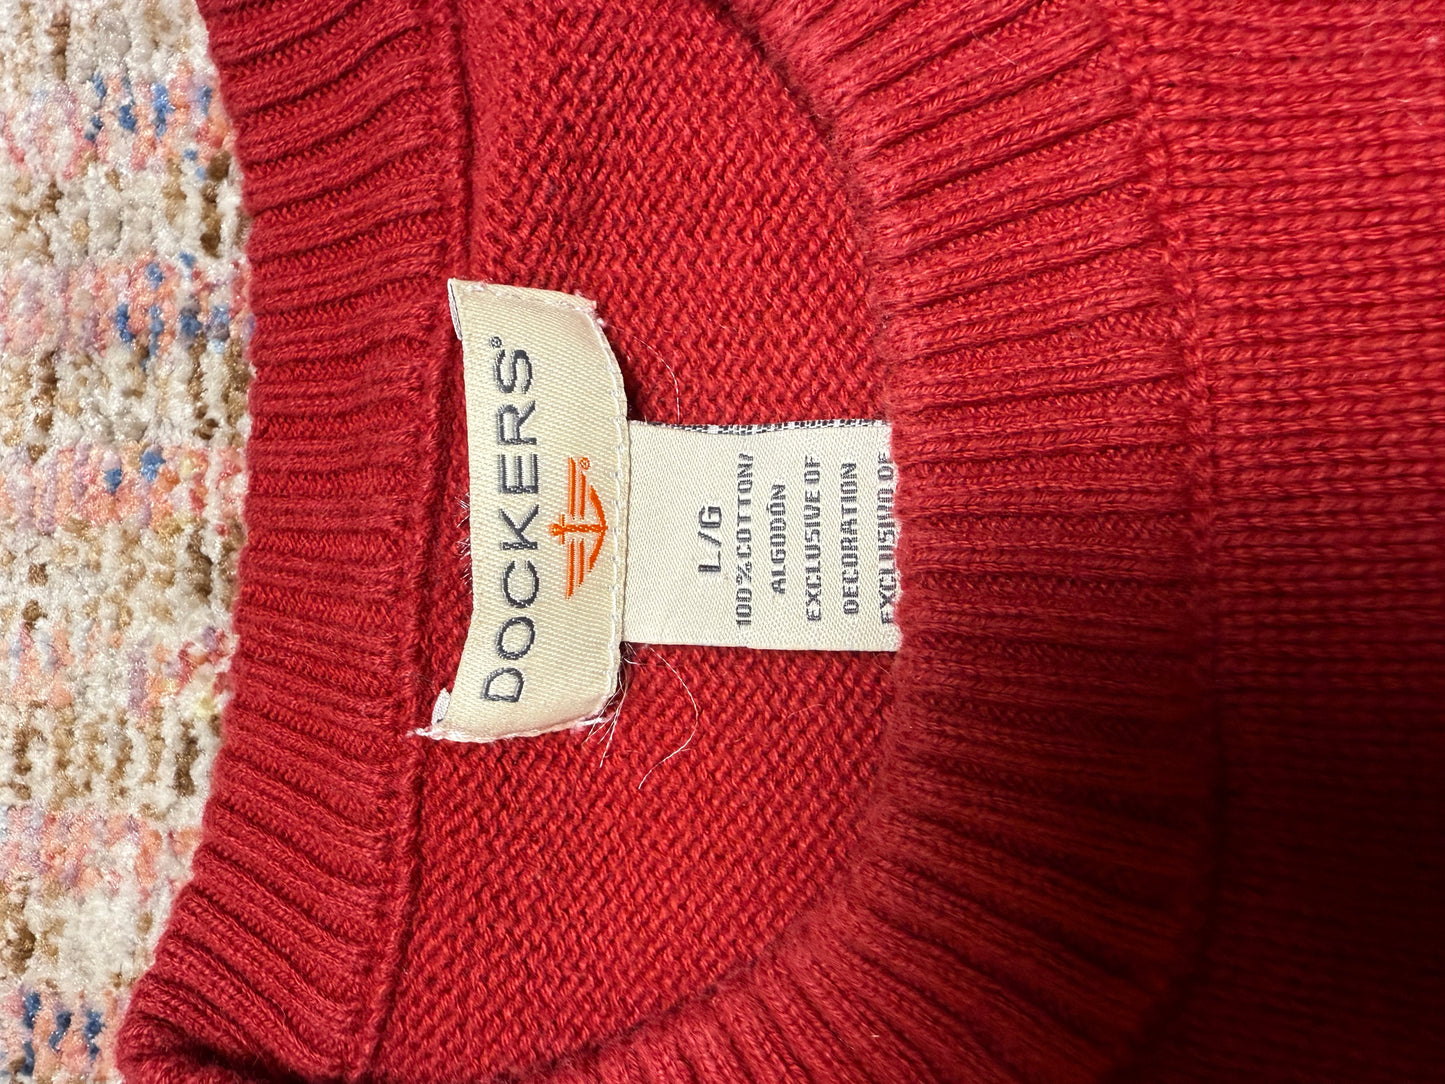 DOCKERS®
®
L/G
100% COTTON/
ALGODÓN
EXCLUSIVE OF
DECORATION
EXCLUSIVO DE